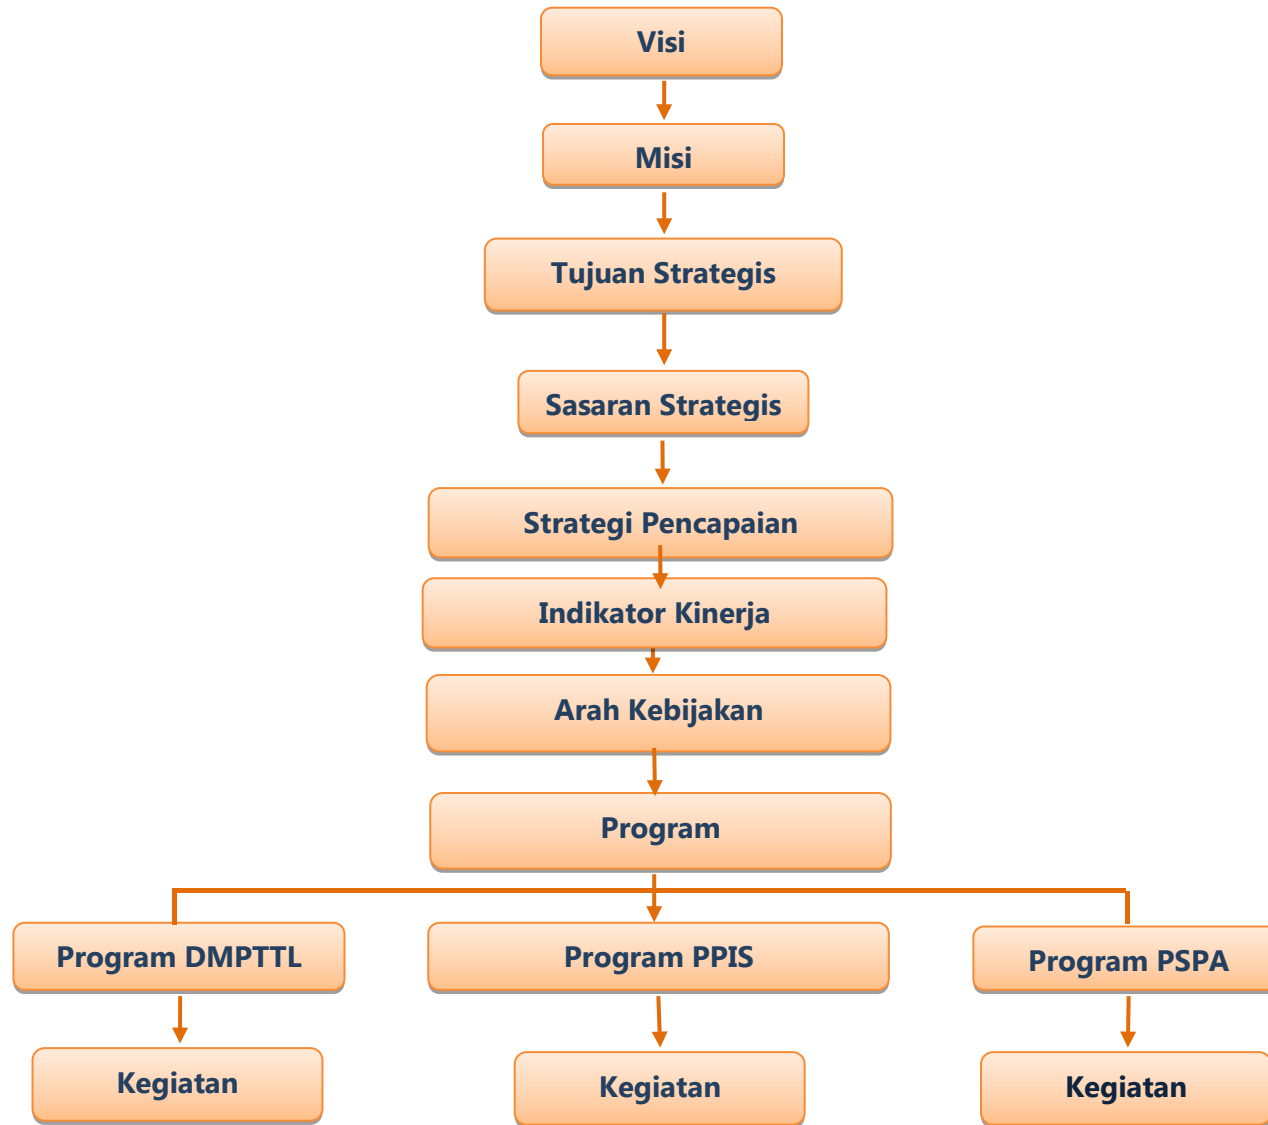 Visi
Misi
Tujuan Strategis
Sasaran Strategis
Strategi Pencapaian
Indikator Kinerja
Arah Kebijakan
Program
Program DMPTTL
Program PPIS
Program PSPA
Kegiatan
Kegiatan
Kegiatan